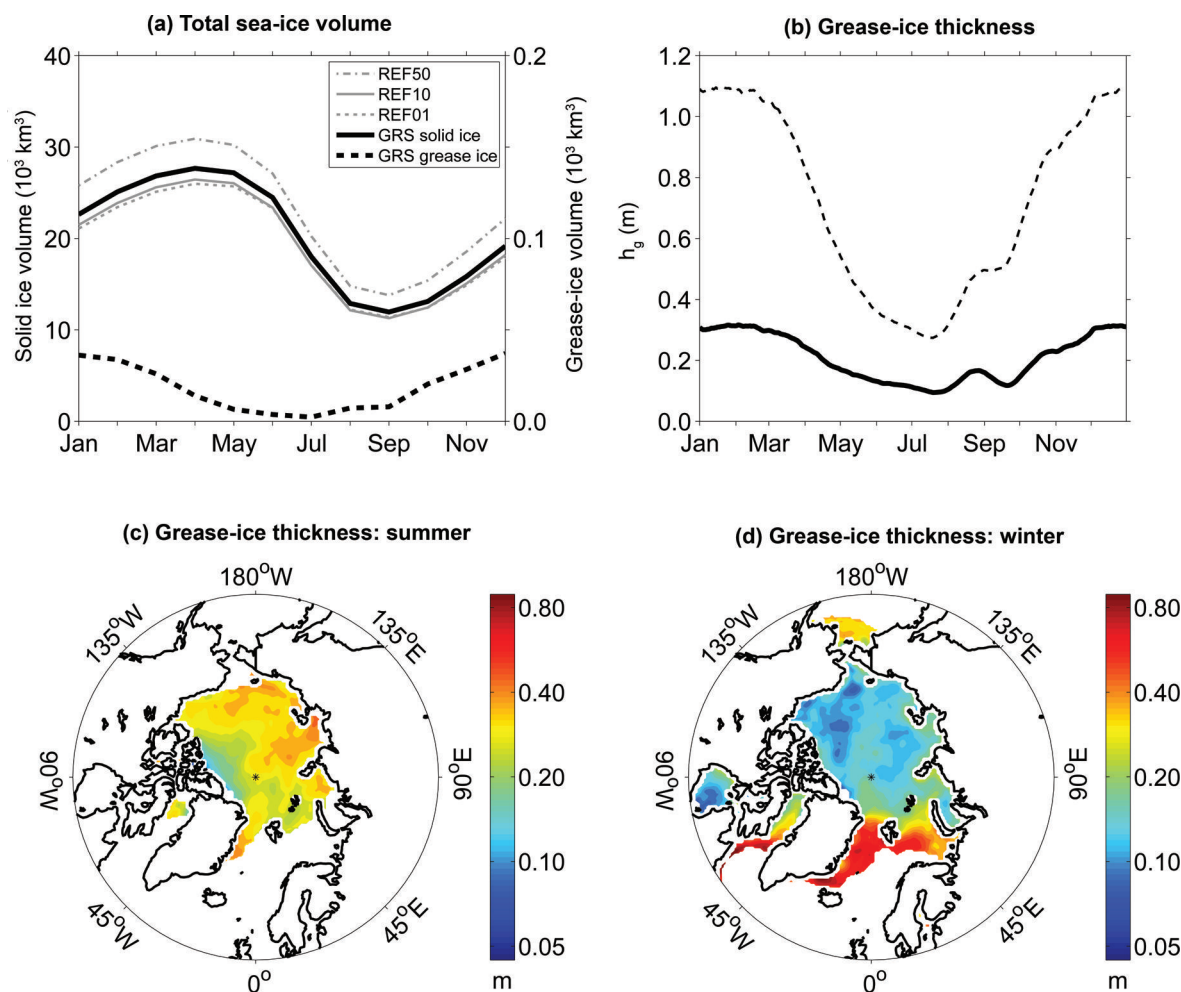 (a) Total sea-ice volume
40
30
20
10
0
Solid ice volume (10³ km³)
0.2
0.1
0.0
Grease-ice volume (10³ km³)
REF50
REF10
REF01
GRS solid ice
GRS grease ice
Jan Mar May Jul Sep Nov
(b) Grease-ice thickness
1.2
1.0
0.8
0.6
0.4
0.2
0.0
h_g (m)
Jan Mar May Jul Sep Nov
(c) Grease-ice thickness: summer
180°W
135°W
135°E
90°W
90°E
45°W
45°E
0°
0.80
0.40
0.20
0.10
0.05
m
(d) Grease-ice thickness: winter
180°W
135°W
135°E
90°W
90°E
45°W
45°E
0°
0.80
0.40
0.20
0.10
0.05
m